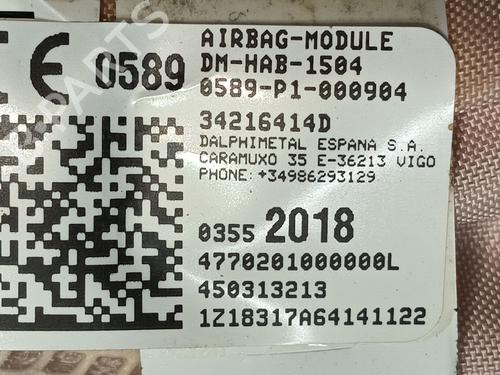 CE 0589
AIRBAG-MODULE
DM-HAB-1504
0589-P1-000904
34216414D
DALPHIMETAL ESPANA S.A.
CARAMUXO 35 E-36213 VIGO
PHONE: +34986293129
0355 2018
4770201000000L
450313213
1Z18317A64141122